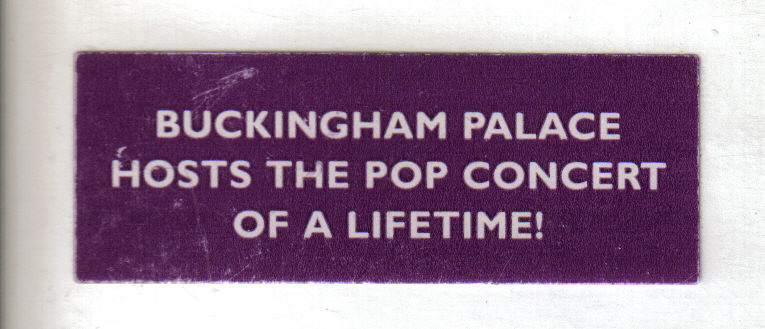 BUCKINGHAM PALACE
HOSTS THE POP CONCERT
OF A LIFETIME!